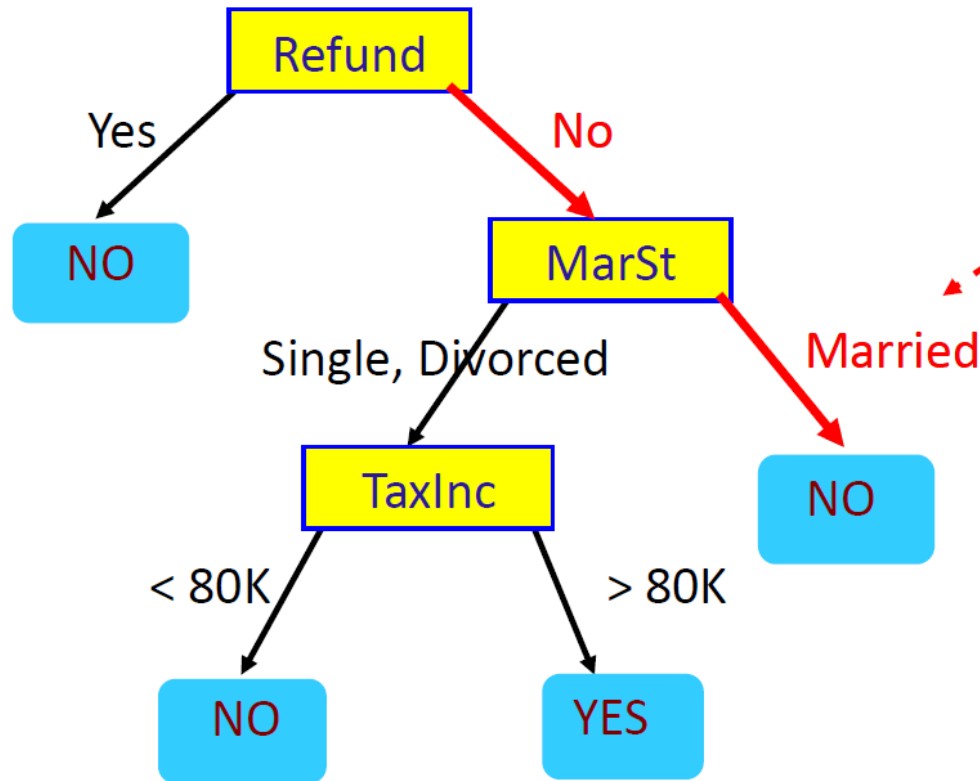 Refund
Yes
No
NO
MarSt
Single, Divorced
Married
TaxInc
NO
< 80K
> 80K
NO
YES